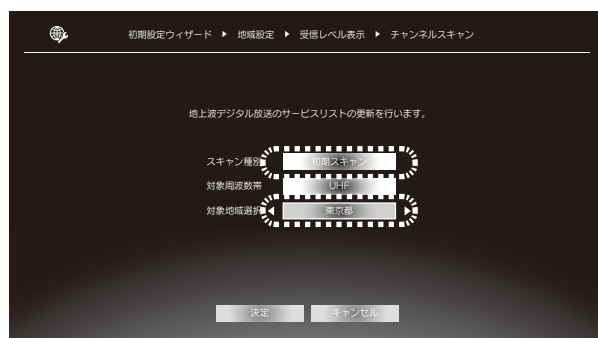 初期設定ウィザード ▶ 地域設定 ▶ 受信レベル表示 ▶ チャンネルスキャン
地上波デジタル放送のサービスリストの更新を行います。
スキャン種別 初期スキャン
対象周波数帯 UHF
対象地域選択 ◀ 東京都 ▶
決定 キャンセル